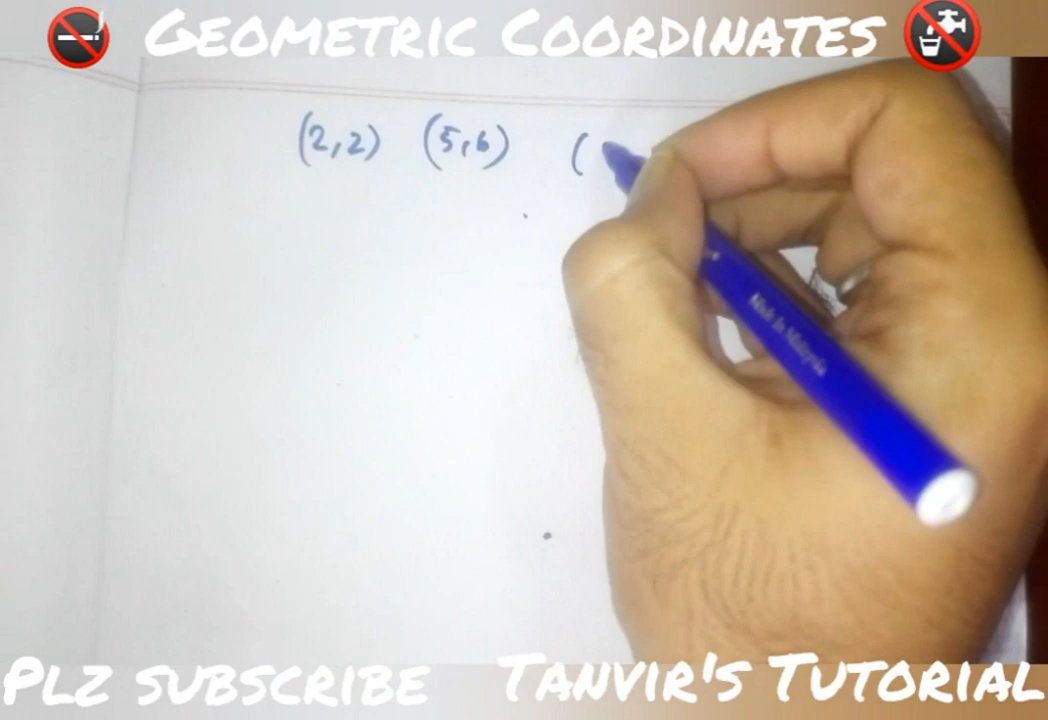 GEOMETRIC COORDINATES
(2,2) (5,6) (
PLZ SUBSCRIBE TANVIR'S TUTORIAL